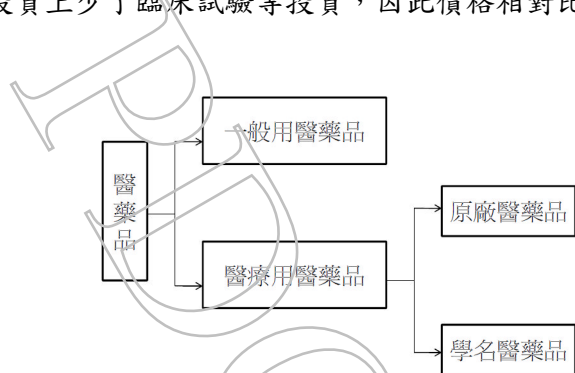 投資上少了臨床試驗等投資，因此價格相對比
一般用醫藥品
醫藥品
醫療用醫藥品
原廠醫藥品
學名醫藥品